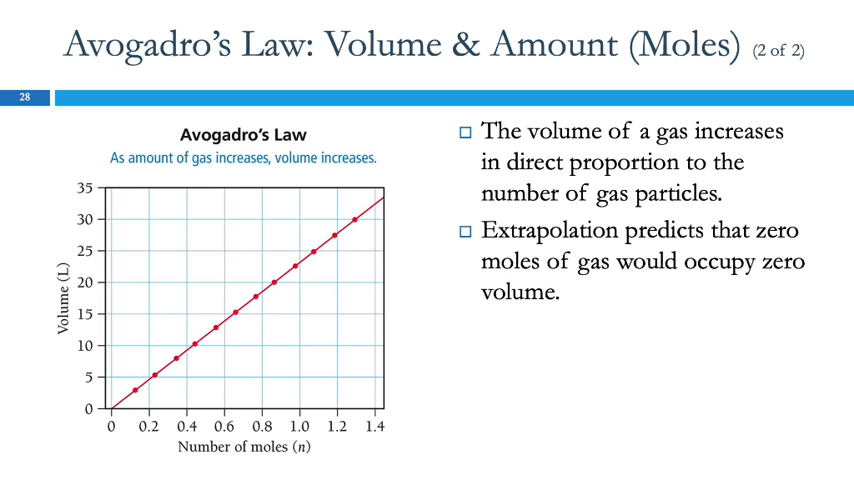 Avogadro’s Law: Volume & Amount (Moles) (2 of 2)
28
Avogadro’s Law
As amount of gas increases, volume increases.
35
30
25
20
15
10
5
0
Volume (L)
0 0.2 0.4 0.6 0.8 1.0 1.2 1.4
Number of moles (n)
The volume of a gas increases
in direct proportion to the
number of gas particles.
Extrapolation predicts that zero
moles of gas would occupy zero
volume.